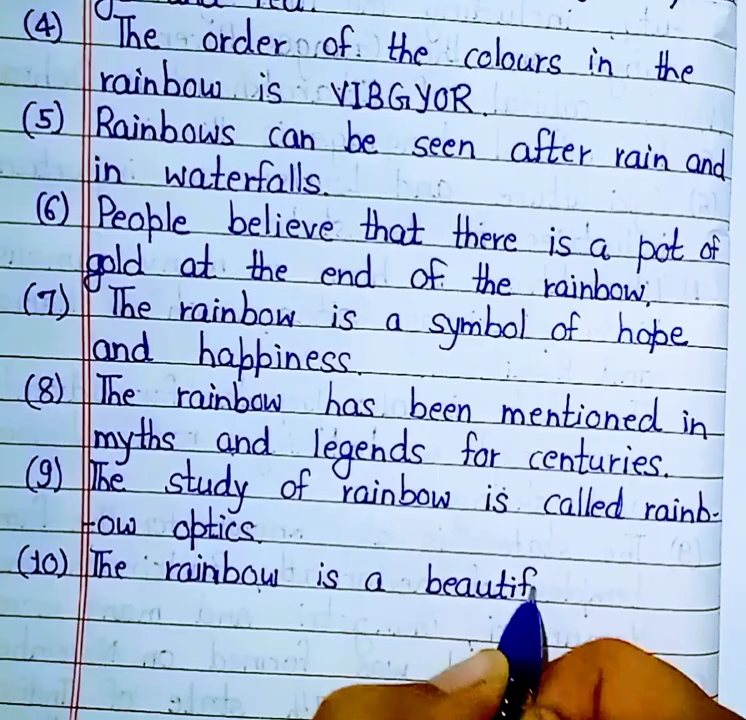 (4) The order of the colours in the
rainbow is VIBGYOR.
(5) Rainbows can be seen after rain and
in waterfalls.
(6) People believe that there is a pot of
gold at the end of the rainbow.
(7) The rainbow is a symbol of hope
and happiness.
(8) The rainbow has been mentioned in
myths and legends for centuries.
(9) The study of rainbow is called rainb-
-ow optics.
(10) The rainbow is a beautif